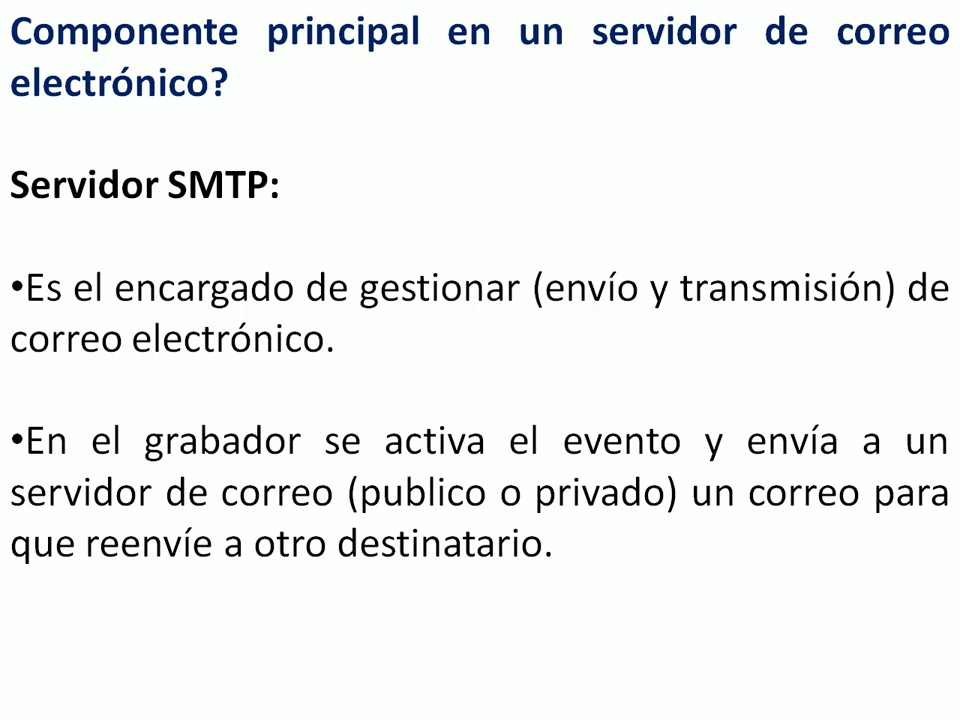 Componente principal en un servidor de correo
electrónico?
Servidor SMTP:
•Es el encargado de gestionar (envío y transmisión) de
correo electrónico.
•En el grabador se activa el evento y envía a un
servidor de correo (publico o privado) un correo para
que reenvíe a otro destinatario.